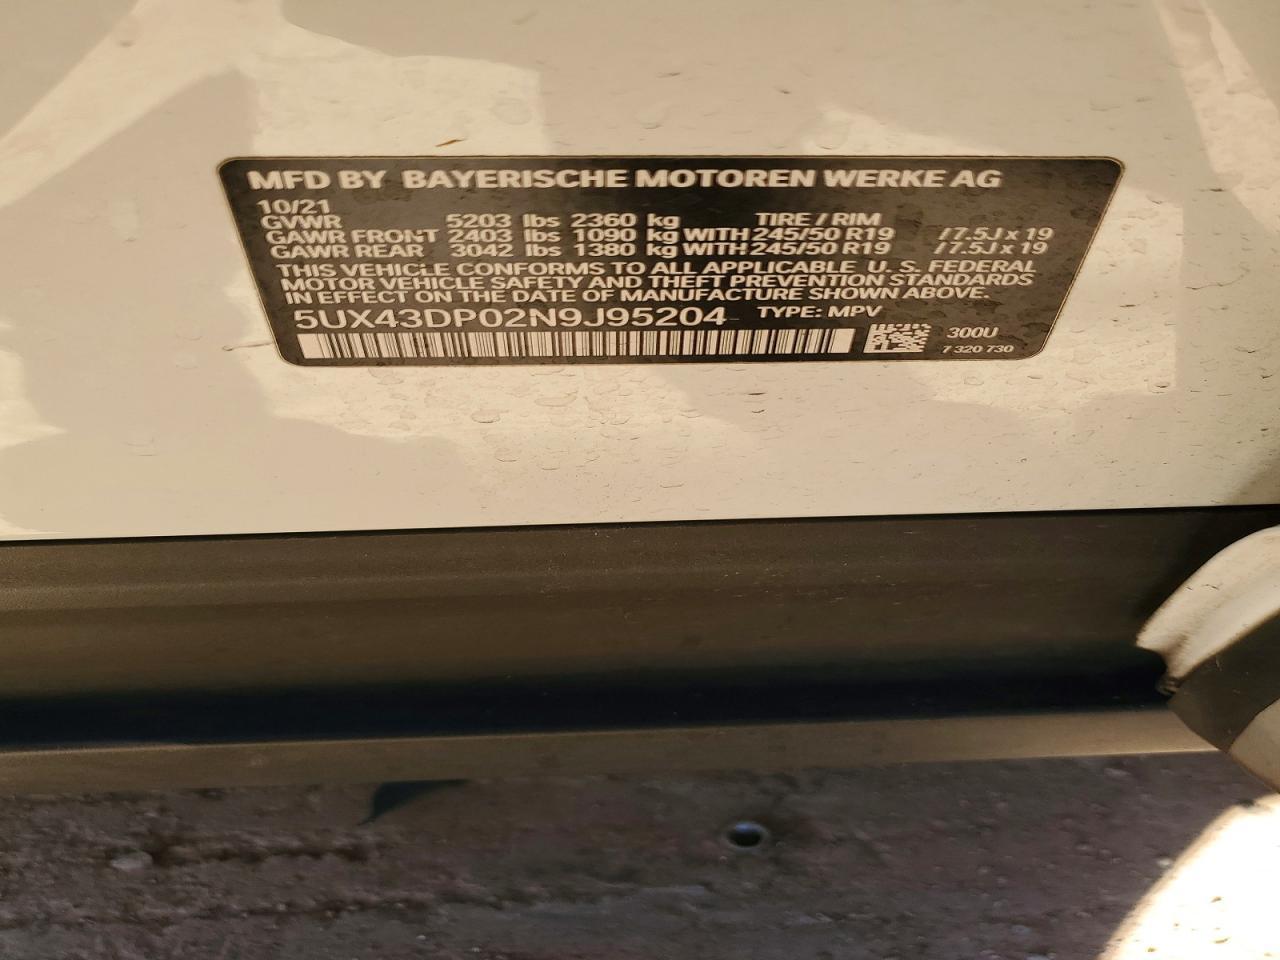 MFD BY BAYERISCHE MOTOREN WERKE AG
10/21
GVWR 5203 lbs 2360 kg TIRE / RIM
GAWR FRONT 2403 lbs 1090 kg WITH 245/50 R19 /7.5J x 19
GAWR REAR 3042 lbs 1380 kg WITH 245/50 R19 /7.5J x 19
THIS VEHICLE CONFORMS TO ALL APPLICABLE U. S. FEDERAL
MOTOR VEHICLE SAFETY AND THEFT PREVENTION STANDARDS
IN EFFECT ON THE DATE OF MANUFACTURE SHOWN ABOVE.
5UX43DP02N9J95204 TYPE: MPV
300U
7 320 730